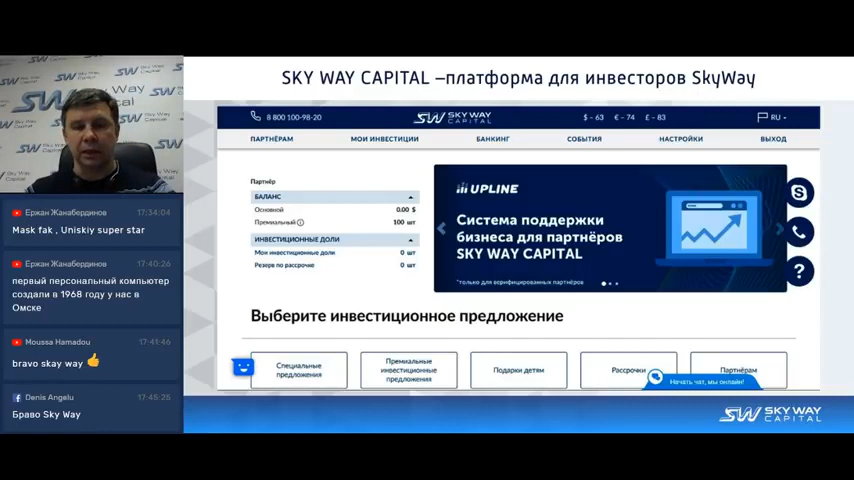 SKY WAY CAPITAL –платформа для инвесторов SkyWay
8 800 100-98-20
SKY WAY
CAPITAL
$ – 63 € – 74 £ – 83
RU
ПАРТНЁРАМ МОИ ИНВЕСТИЦИИ БАНКИНГ СОБЫТИЯ НАСТРОЙКИ ВЫХОД
Партнёр
БАЛАНС
Основной 0.00 $
Премиальный 100 шт
ИНВЕСТИЦИОННЫЕ ДОЛИ
Мои инвестиционные доли 0 шт
Резерв по рассрочке 0 шт
UPLINE
Система поддержки
бизнеса для партнёров
SKY WAY CAPITAL
*только для верифицированных партнёров
Выберите инвестиционное предложение
Специальные
предложения
Премиальные
инвестиционные
предложения
Подарки детям
Рассрочки
Партнёрам
Начать чат, мы онлайн!
SKY WAY
CAPITAL
Ержан Жанабердинов 17:34:04
Mask fak , Uniskiy super star
Ержан Жанабердинов 17:40:26
первый персональный компьютер
создали в 1968 году у нас в
Омске
Moussa Hamadou 17:41:46
bravo skay way
Denis Angelu 17:45:25
Браво Sky Way